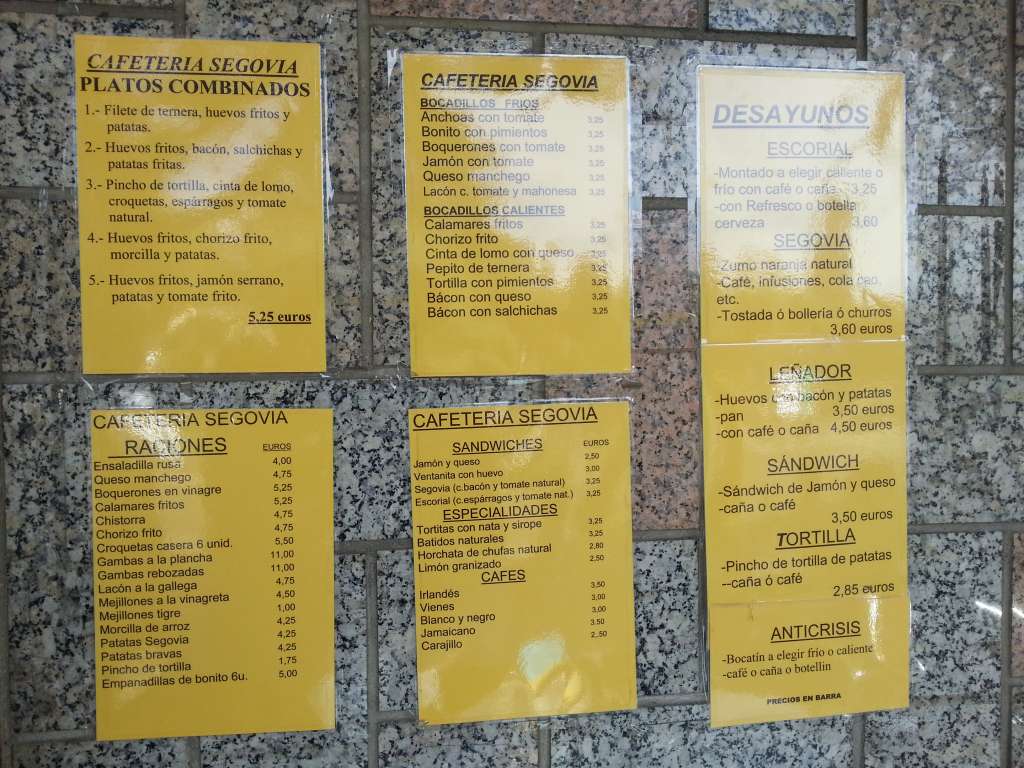 CAFETERIA SEGOVIA
PLATOS COMBINADOS
1.- Filete de ternera, huevos fritos y
patatas.
2.- Huevos fritos, bacón, salchichas y
patatas fritas.
3.- Pincho de tortilla, cinta de lomo,
croquetas, espárragos y tomate
natural.
4.- Huevos fritos, chorizo frito,
morcilla y patatas.
5.- Huevos fritos, jamón serrano,
patatas y tomate frito.
5,25 euros
CAFETERIA SEGOVIA
BOCADILLOS FRIOS
Anchoas con tomate 3,25
Bonito con pimientos 3,25
Boquerones con tomate 3,25
Jamón con tomate 3,25
Queso manchego 3,25
Lacón c. tomate y mahonesa 3,25
BOCADILLOS CALIENTES
Calamares fritos 3,25
Chorizo frito 3,25
Cinta de lomo con queso 3,25
Pepito de ternera 3,25
Tortilla con pimientos 3,25
Bácon con queso 3,25
Bácon con salchichas 3,25
DESAYUNOS
ESCORIAL
-Montado a elegir caliente o
frío con café o caña 3,25
-con Refresco o botella
cerveza 3,60
SEGOVIA
-Zumo naranja natural
-Café, infusiones, cola cao,
etc.
-Tostada ó bollería ó churros
3,60 euros
LEÑADOR
-Huevos con bacón y patatas
-pan 3,50 euros
-con café o caña 4,50 euros
SÁNDWICH
-Sándwich de Jamón y queso
-caña o café
3,50 euros
TORTILLA
-Pincho de tortilla de patatas
--caña ó café
2,85 euros
ANTICRISIS
-Bocatín a elegir frío o caliente
-café o caña o botellin
PRECIOS EN BARRA
CAFETERIA SEGOVIA
RACIONES EUROS
Ensaladilla rusa 4,00
Queso manchego 4,75
Boquerones en vinagre 5,25
Calamares fritos 5,25
Chistorra 4,75
Chorizo frito 4,75
Croquetas casera 6 unid. 5,50
Gambas a la plancha 11,00
Gambas rebozadas 11,00
Lacón a la gallega 4,75
Mejillones a la vinagreta 4,50
Mejillones tigre 1,00
Morcilla de arroz 4,25
Patatas Segovia 4,25
Patatas bravas 4,25
Pincho de tortilla 1,75
Empanadillas de bonito 6u. 5,00
CAFETERIA SEGOVIA
SANDWICHES EUROS
Jamón y queso 2,50
Ventanita con huevo 3,00
Segovia (c.bacón y tomate natural) 3,25
Escorial (c.espárragos y tomate nat.) 3,25
ESPECIALIDADES
Tortitas con nata y sirope 3,25
Batidos naturales 3,25
Horchata de chufas natural 2,80
Limón granizado 2,50
CAFES
Irlandés 3,50
Vienes 3,00
Blanco y negro 3,00
Jamaicano 3,50
Carajillo 2,50